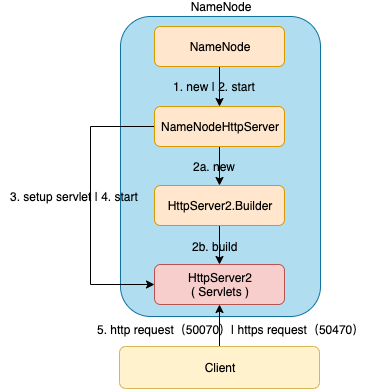 NameNode
NameNode
1. new | 2. start
NameNodeHttpServer
2a. new
3. setup servlet | 4. start
HttpServer2.Builder
2b. build
HttpServer2
( Servlets )
5. http request（50070）| https request（50470）
Client